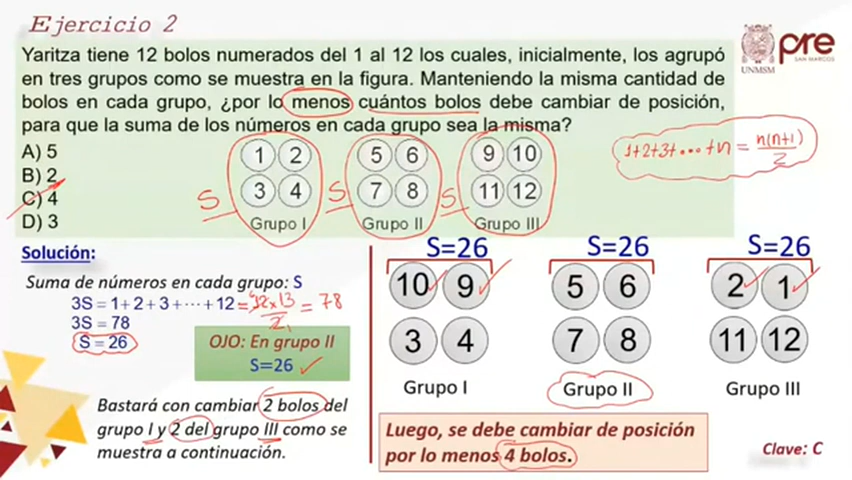 Ejercicio 2
Yaritza tiene 12 bolos numerados del 1 al 12 los cuales, inicialmente, los agrupó
en tres grupos como se muestra en la figura. Manteniendo la misma cantidad de
bolos en cada grupo, ¿por lo menos cuántos bolos debe cambiar de posición,
para que la suma de los números en cada grupo sea la misma?
UNMSM
pre
SAN MARCOS
A) 5
B) 2
C) 4
D) 3
1 2
3 4
S
Grupo I
5 6
7 8
S
Grupo II
9 10
11 12
S
Grupo III
1+2+3+...+n = n(n+1)/2
Solución:
Suma de números en cada grupo: S
3S = 1+2+3+⋯+12 = 12x13/2 = 78
3S = 78
S = 26
OJO: En grupo II
S=26
Bastará con cambiar 2 bolos del
grupo I y 2 del grupo III como se
muestra a continuación.
S=26
10 9
3 4
Grupo I
S=26
5 6
7 8
Grupo II
S=26
2 1
11 12
Grupo III
Luego, se debe cambiar de posición
por lo menos 4 bolos.
Clave: C